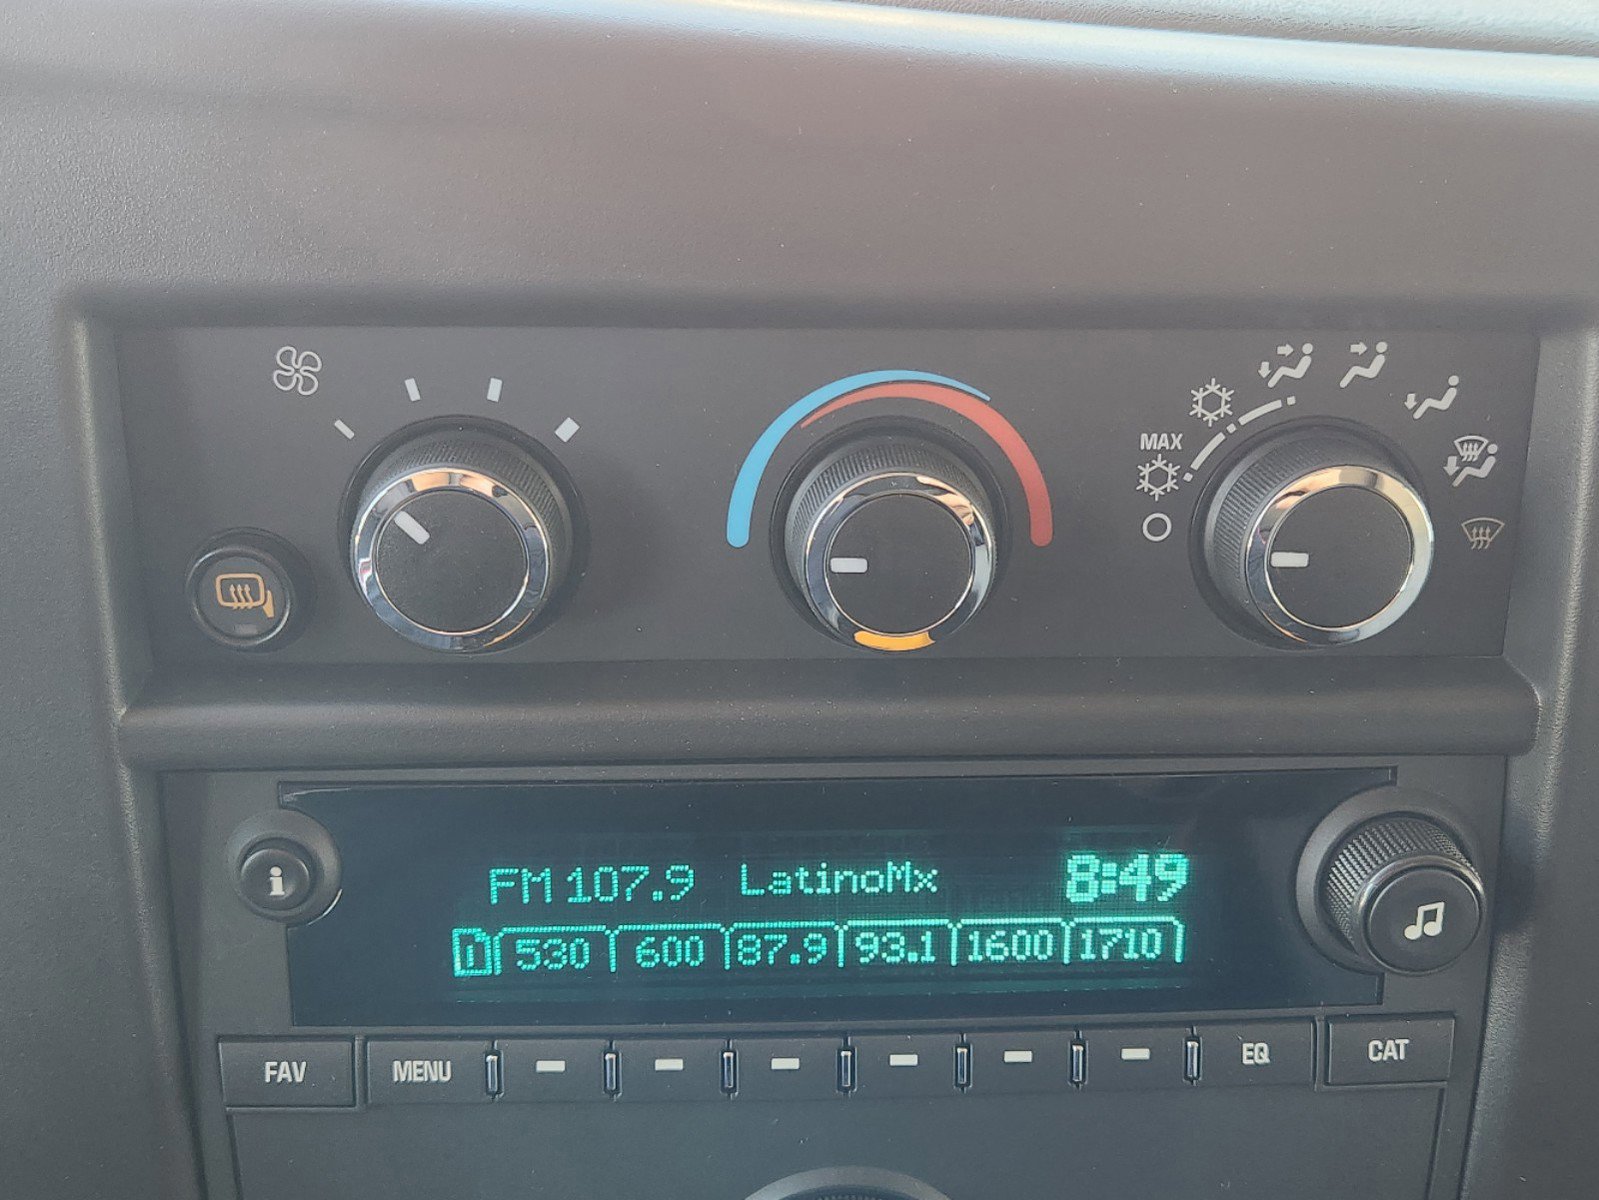 MAX
i
FM 107.9 LatinoMx 8:49
530 600 87.9 93.1 1600 1710
FAV MENU EQ CAT